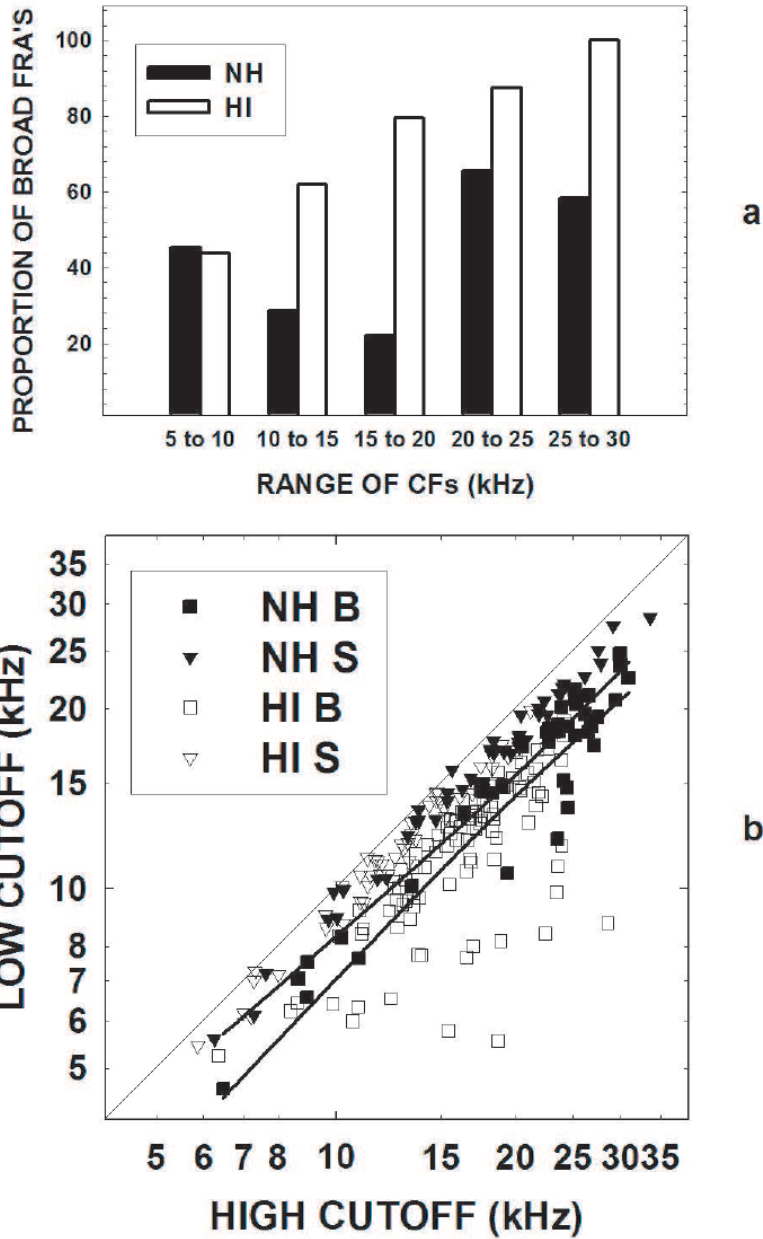 PROPORTION OF BROAD FRA'S
100
80
60
40
20
NH
HI
5 to 10 10 to 15 15 to 20 20 to 25 25 to 30
RANGE OF CFs (kHz)
a
LOW CUTOFF (kHz)
35
30
25
20
15
10
8
7
6
5
NH B
NH S
HI B
HI S
5 6 7 8 10 15 20 25 30 35
HIGH CUTOFF (kHz)
b